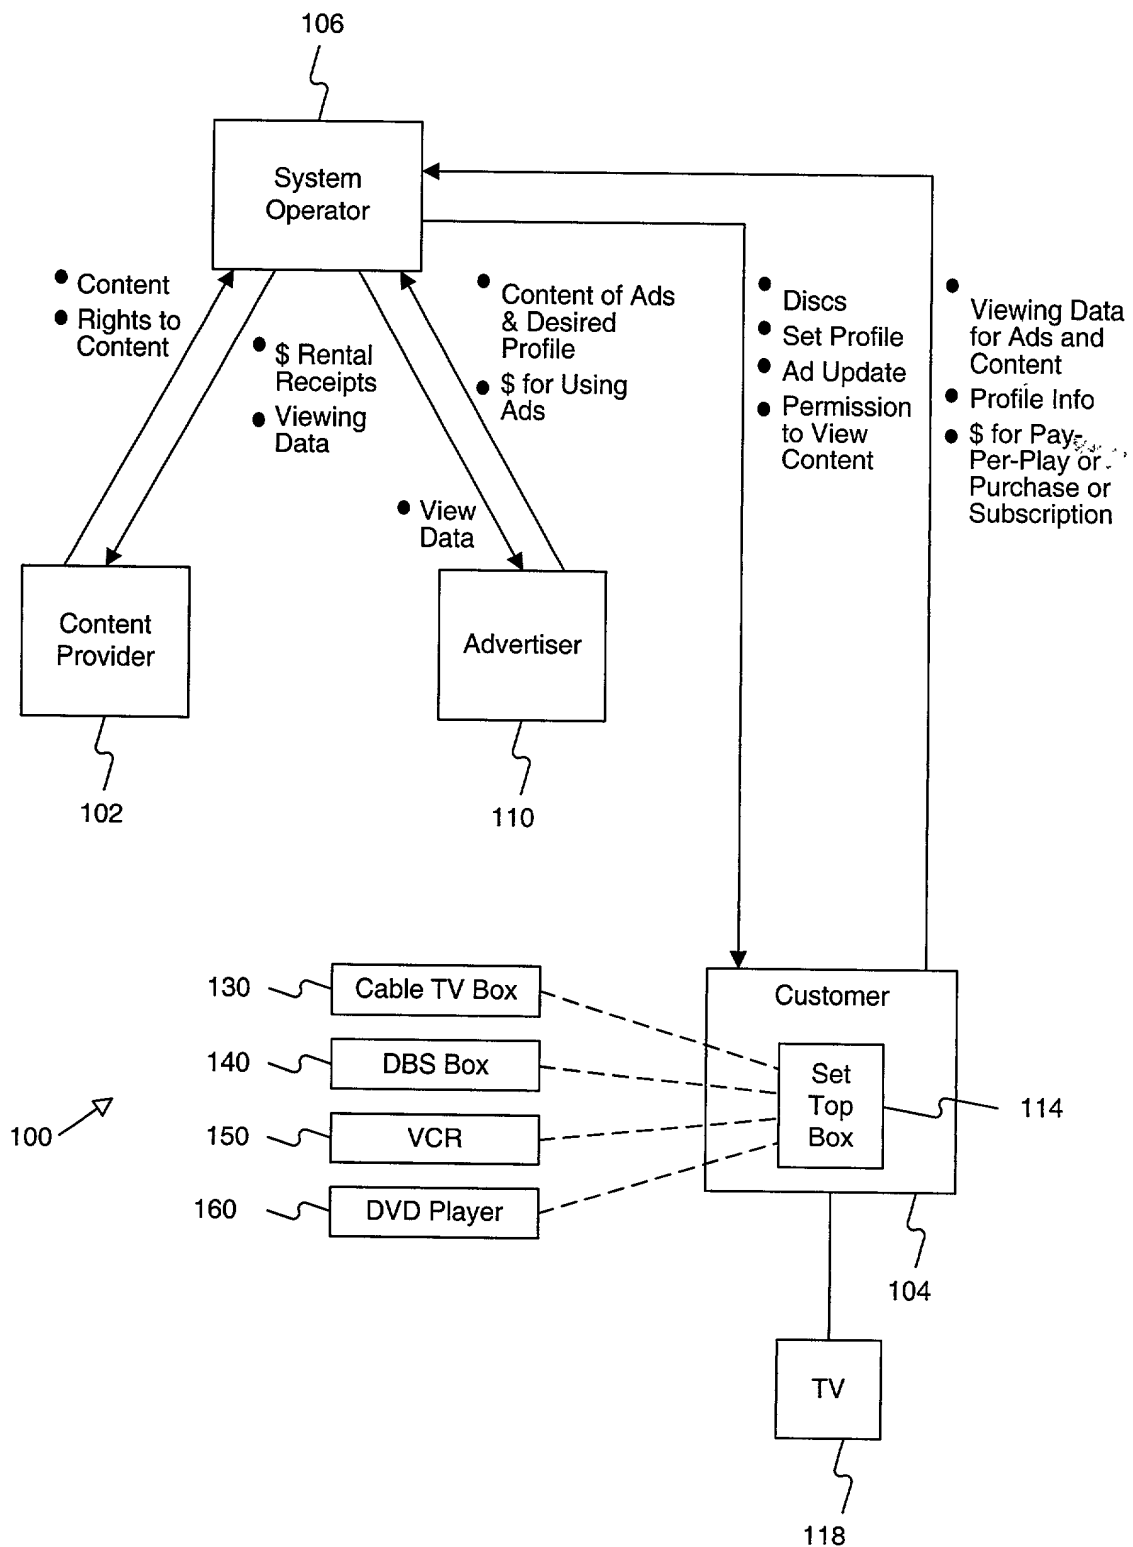 106
System
Operator
• Content
• Rights to
Content
• $ Rental
Receipts
• Viewing
Data
• Content of Ads
& Desired
Profile
• $ for Using
Ads
• View
Data
• Discs
• Set Profile
• Ad Update
• Permission
to View
Content
• Viewing Data
for Ads and
Content
• Profile Info
• $ for Pay-
Per-Play or
Purchase or
Subscription
Content
Provider
102
Advertiser
110
130
Cable TV Box
140
DBS Box
150
VCR
160
DVD Player
100
Customer
Set
Top
Box
114
104
TV
118